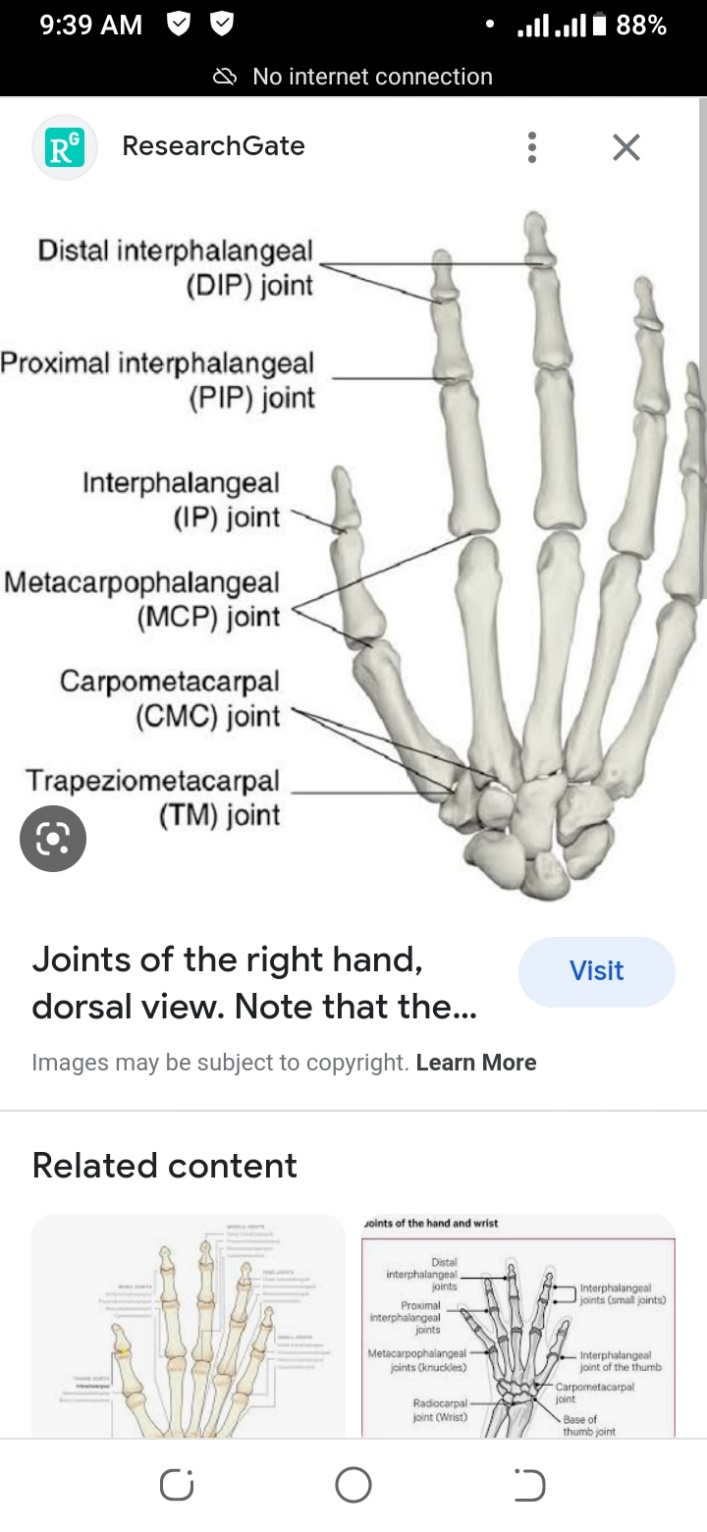 9:39 AM
88%
No internet connection
ResearchGate
Distal interphalangeal
(DIP) joint
Proximal interphalangeal
(PIP) joint
Interphalangeal
(IP) joint
Metacarpophalangeal
(MCP) joint
Carpometacarpal
(CMC) joint
Trapeziometacarpal
(TM) joint
Joints of the right hand,
dorsal view. Note that the...
Visit
Images may be subject to copyright. Learn More
Related content
Joints of the hand and wrist
Distal
interphalangeal
joints
Proximal
interphalangeal
joints
Metacarpophalangeal
joints (knuckles)
Radiocarpal
joint (Wrist)
Interphalangeal
joints (small joints)
Interphalangeal
joint of the thumb
Carpometacarpal
joint
Base of
thumb joint